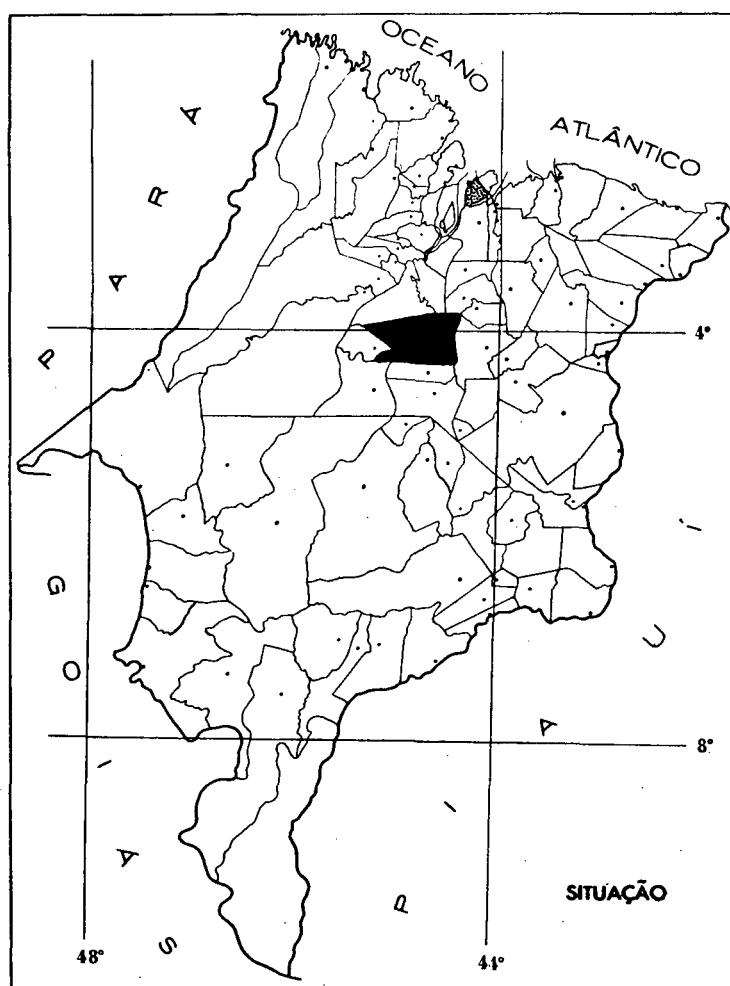 OCEANO
ATLÂNTICO
PARÁ
4°
GOIÁS
PIAUÍ
8°
SITUAÇÃO
48°
44°